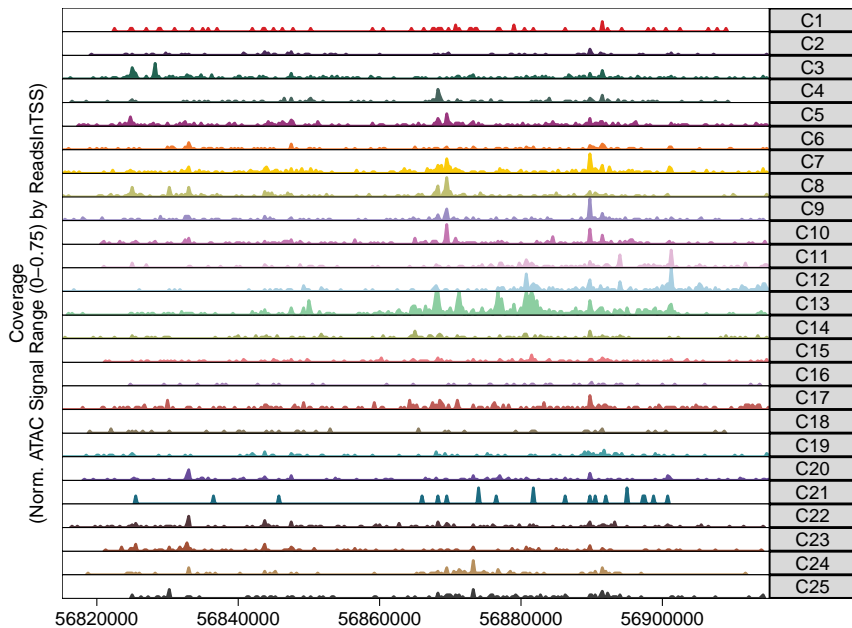 Coverage
(Norm. ATAC Signal Range (0–0.75) by ReadsInTSS)
C1
C2
C3
C4
C5
C6
C7
C8
C9
C10
C11
C12
C13
C14
C15
C16
C17
C18
C19
C20
C21
C22
C23
C24
C25
56820000 56840000 56860000 56880000 56900000